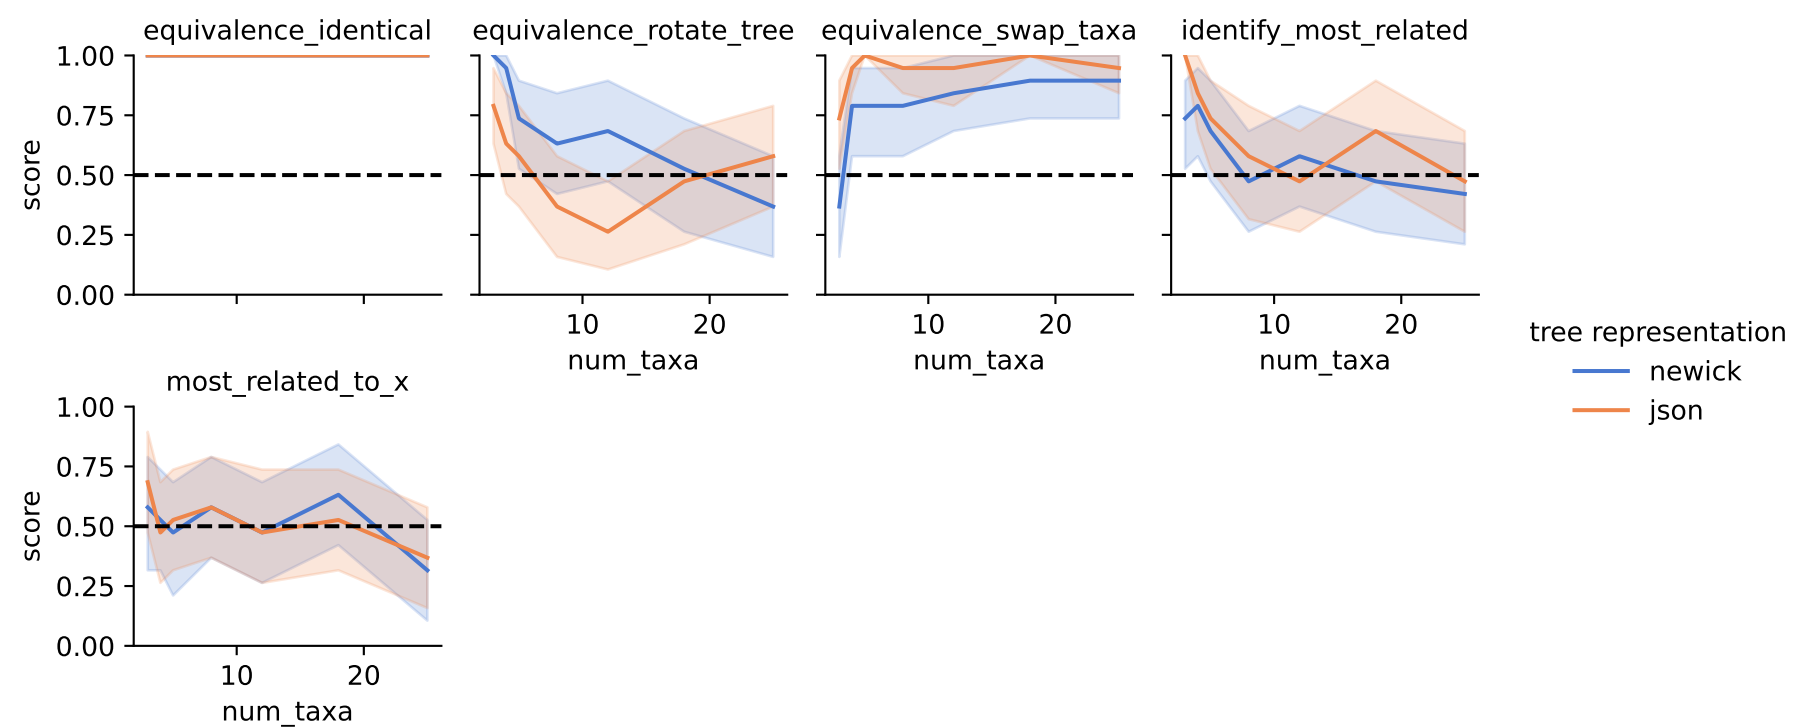 equivalence_identical
equivalence_rotate_tree
equivalence_swap_taxa
identify_most_related
score
1.00
0.75
0.50
0.25
0.00
10
20
10
20
10
20
num_taxa
num_taxa
num_taxa
most_related_to_x
score
1.00
0.75
0.50
0.25
0.00
10
20
num_taxa
tree representation
newick
json